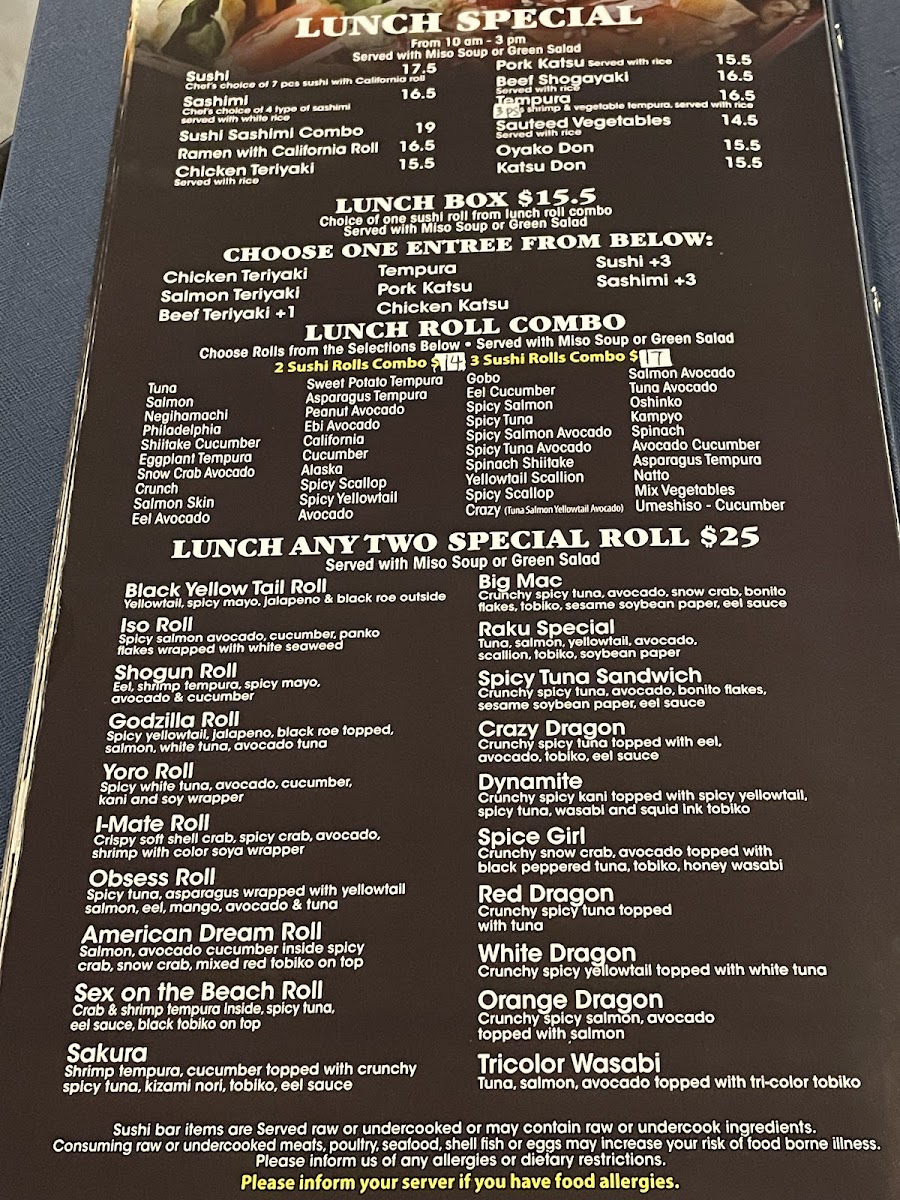 LUNCH SPECIAL
From 10 am - 3 pm
Served with Miso Soup or Green Salad
Sushi 17.5
Chef's choice of 7 pcs sushi with California roll
Sashimi 16.5
Chef's choice of 4 type of sashimi
served with white rice
Sushi Sashimi Combo 19
Ramen with California Roll 16.5
Chicken Teriyaki 15.5
Served with rice
Pork Katsu Served with rice 15.5
Beef Shogayaki 16.5
Served with rice
Tempura 16.5
3 pcs shrimp & vegetable tempura, served with rice
Sauteed Vegetables 14.5
Served with rice
Oyako Don 15.5
Katsu Don 15.5
LUNCH BOX $15.5
Choice of one sushi roll from lunch roll combo
Served with Miso Soup or Green Salad
CHOOSE ONE ENTREE FROM BELOW:
Chicken Teriyaki
Salmon Teriyaki
Beef Teriyaki +1
Tempura
Pork Katsu
Chicken Katsu
Sushi +3
Sashimi +3
LUNCH ROLL COMBO
Choose Rolls from the Selections Below • Served with Miso Soup or Green Salad
2 Sushi Rolls Combo $14, 3 Sushi Rolls Combo $17
Tuna
Salmon
Negihamachi
Philadelphia
Shiitake Cucumber
Eggplant Tempura
Snow Crab Avocado
Crunch
Salmon Skin
Eel Avocado
Sweet Potato Tempura
Asparagus Tempura
Peanut Avocado
Ebi Avocado
California
Cucumber
Alaska
Spicy Scallop
Spicy Yellowtail
Avocado
Gobo
Eel Cucumber
Spicy Salmon
Spicy Tuna
Spicy Salmon Avocado
Spicy Tuna Avocado
Spinach Shiitake
Yellowtail Scallion
Spicy Scallop
Crazy (Tuna Salmon Yellowtail Avocado)
Salmon Avocado
Tuna Avocado
Oshinko
Kampyo
Spinach
Avocado Cucumber
Asparagus Tempura
Natto
Mix Vegetables
Umeshiso - Cucumber
LUNCH ANY TWO SPECIAL ROLL $25
Served with Miso Soup or Green Salad
Black Yellow Tail Roll
Yellowtail, spicy mayo, jalapeno & black roe outside
Iso Roll
Spicy salmon avocado, cucumber, panko
flakes wrapped with white seaweed
Shogun Roll
Eel, shrimp tempura, spicy mayo,
avocado & cucumber
Godzilla Roll
Spicy yellowtail, jalapeno, black roe topped,
salmon, white tuna, avocado tuna
Yoro Roll
Spicy white tuna, avocado, cucumber,
kani and soy wrapper
I-Mate Roll
Crispy soft shell crab, spicy crab, avocado,
shrimp with color soya wrapper
Obsess Roll
Spicy tuna, asparagus wrapped with yellowtail
salmon, eel, mango, avocado & tuna
American Dream Roll
Salmon, avocado cucumber inside spicy
crab, snow crab, mixed red tobiko on top
Sex on the Beach Roll
Crab & shrimp tempura inside, spicy tuna,
eel sauce, black tobiko on top
Sakura
Shrimp tempura, cucumber topped with crunchy
spicy tuna, kizami nori, tobiko, eel sauce
Big Mac
Crunchy spicy tuna, avocado, snow crab, bonito
flakes, tobiko, sesame soybean paper, eel sauce
Raku Special
Tuna, salmon, yellowtail, avocado,
scallion, tobiko, soybean paper
Spicy Tuna Sandwich
Crunchy spicy tuna, avocado, bonito flakes,
sesame soybean paper, eel sauce
Crazy Dragon
Crunchy spicy tuna topped with eel,
avocado, tobiko, eel sauce
Dynamite
Crunchy spicy kani topped with spicy yellowtail,
spicy tuna, wasabi and squid ink tobiko
Spice Girl
Crunchy snow crab, avocado topped with
black peppered tuna, tobiko, honey wasabi
Red Dragon
Crunchy spicy tuna topped
with tuna
White Dragon
Crunchy spicy yellowtail topped with white tuna
Orange Dragon
Crunchy spicy salmon, avocado
topped with salmon
Tricolor Wasabi
Tuna, salmon, avocado topped with tri-color tobiko
Sushi bar items are Served raw or undercooked or may contain raw or undercook ingredients.
Consuming raw or undercooked meats, poultry, seafood, shell fish or eggs may increase your risk of food borne illness.
Please inform us of any allergies or dietary restrictions.
Please inform your server if you have food allergies.